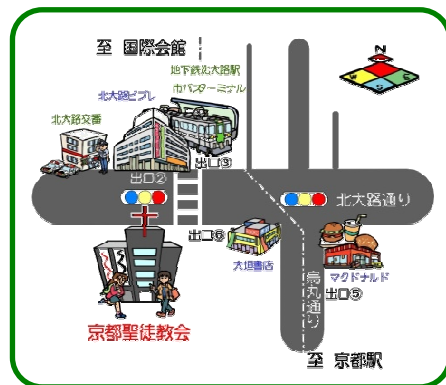 至 国際会館
N
地下鉄北大路駅
市バスターミナル
北大路ビブレ
北大路交番
出口③
出口②
北大路通り
出口⑥
大垣書店
マクドナルド
出口⑤
烏丸通り
京都聖徒教会
至 京都駅